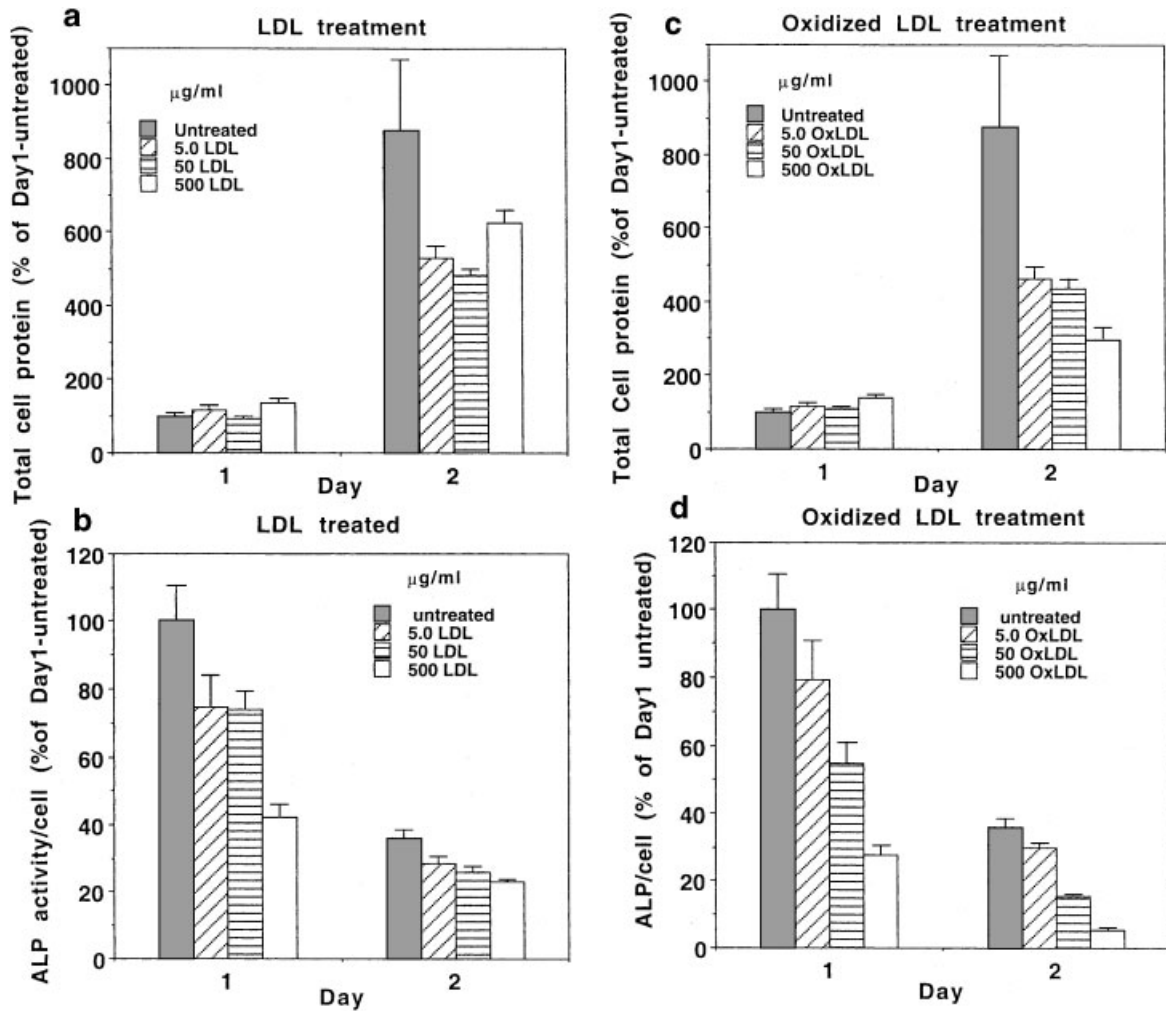 a
LDL treatment
Total cell protein (% of Day1-untreated)
1000
800
600
400
200
0
μg/ml
Untreated
5.0 LDL
50 LDL
500 LDL
1
2
Day
c
Oxidized LDL treatment
Total Cell protein (%of Day1-untreated)
1000
800
600
400
200
0
μg/ml
Untreated
5.0 OxLDL
50 OxLDL
500 OxLDL
1
2
Day
b
LDL treated
ALP activity/cell (%of Day1-untreated)
120
100
80
60
40
20
0
μg/ml
untreated
5.0 LDL
50 LDL
500 LDL
1
2
Day
d
Oxidized LDL treatment
ALP/cell (% of Day1 untreated)
120
100
80
60
40
20
0
μg/ml
untreated
5.0 OxLDL
50 OxLDL
500 OxLDL
1
2
Day